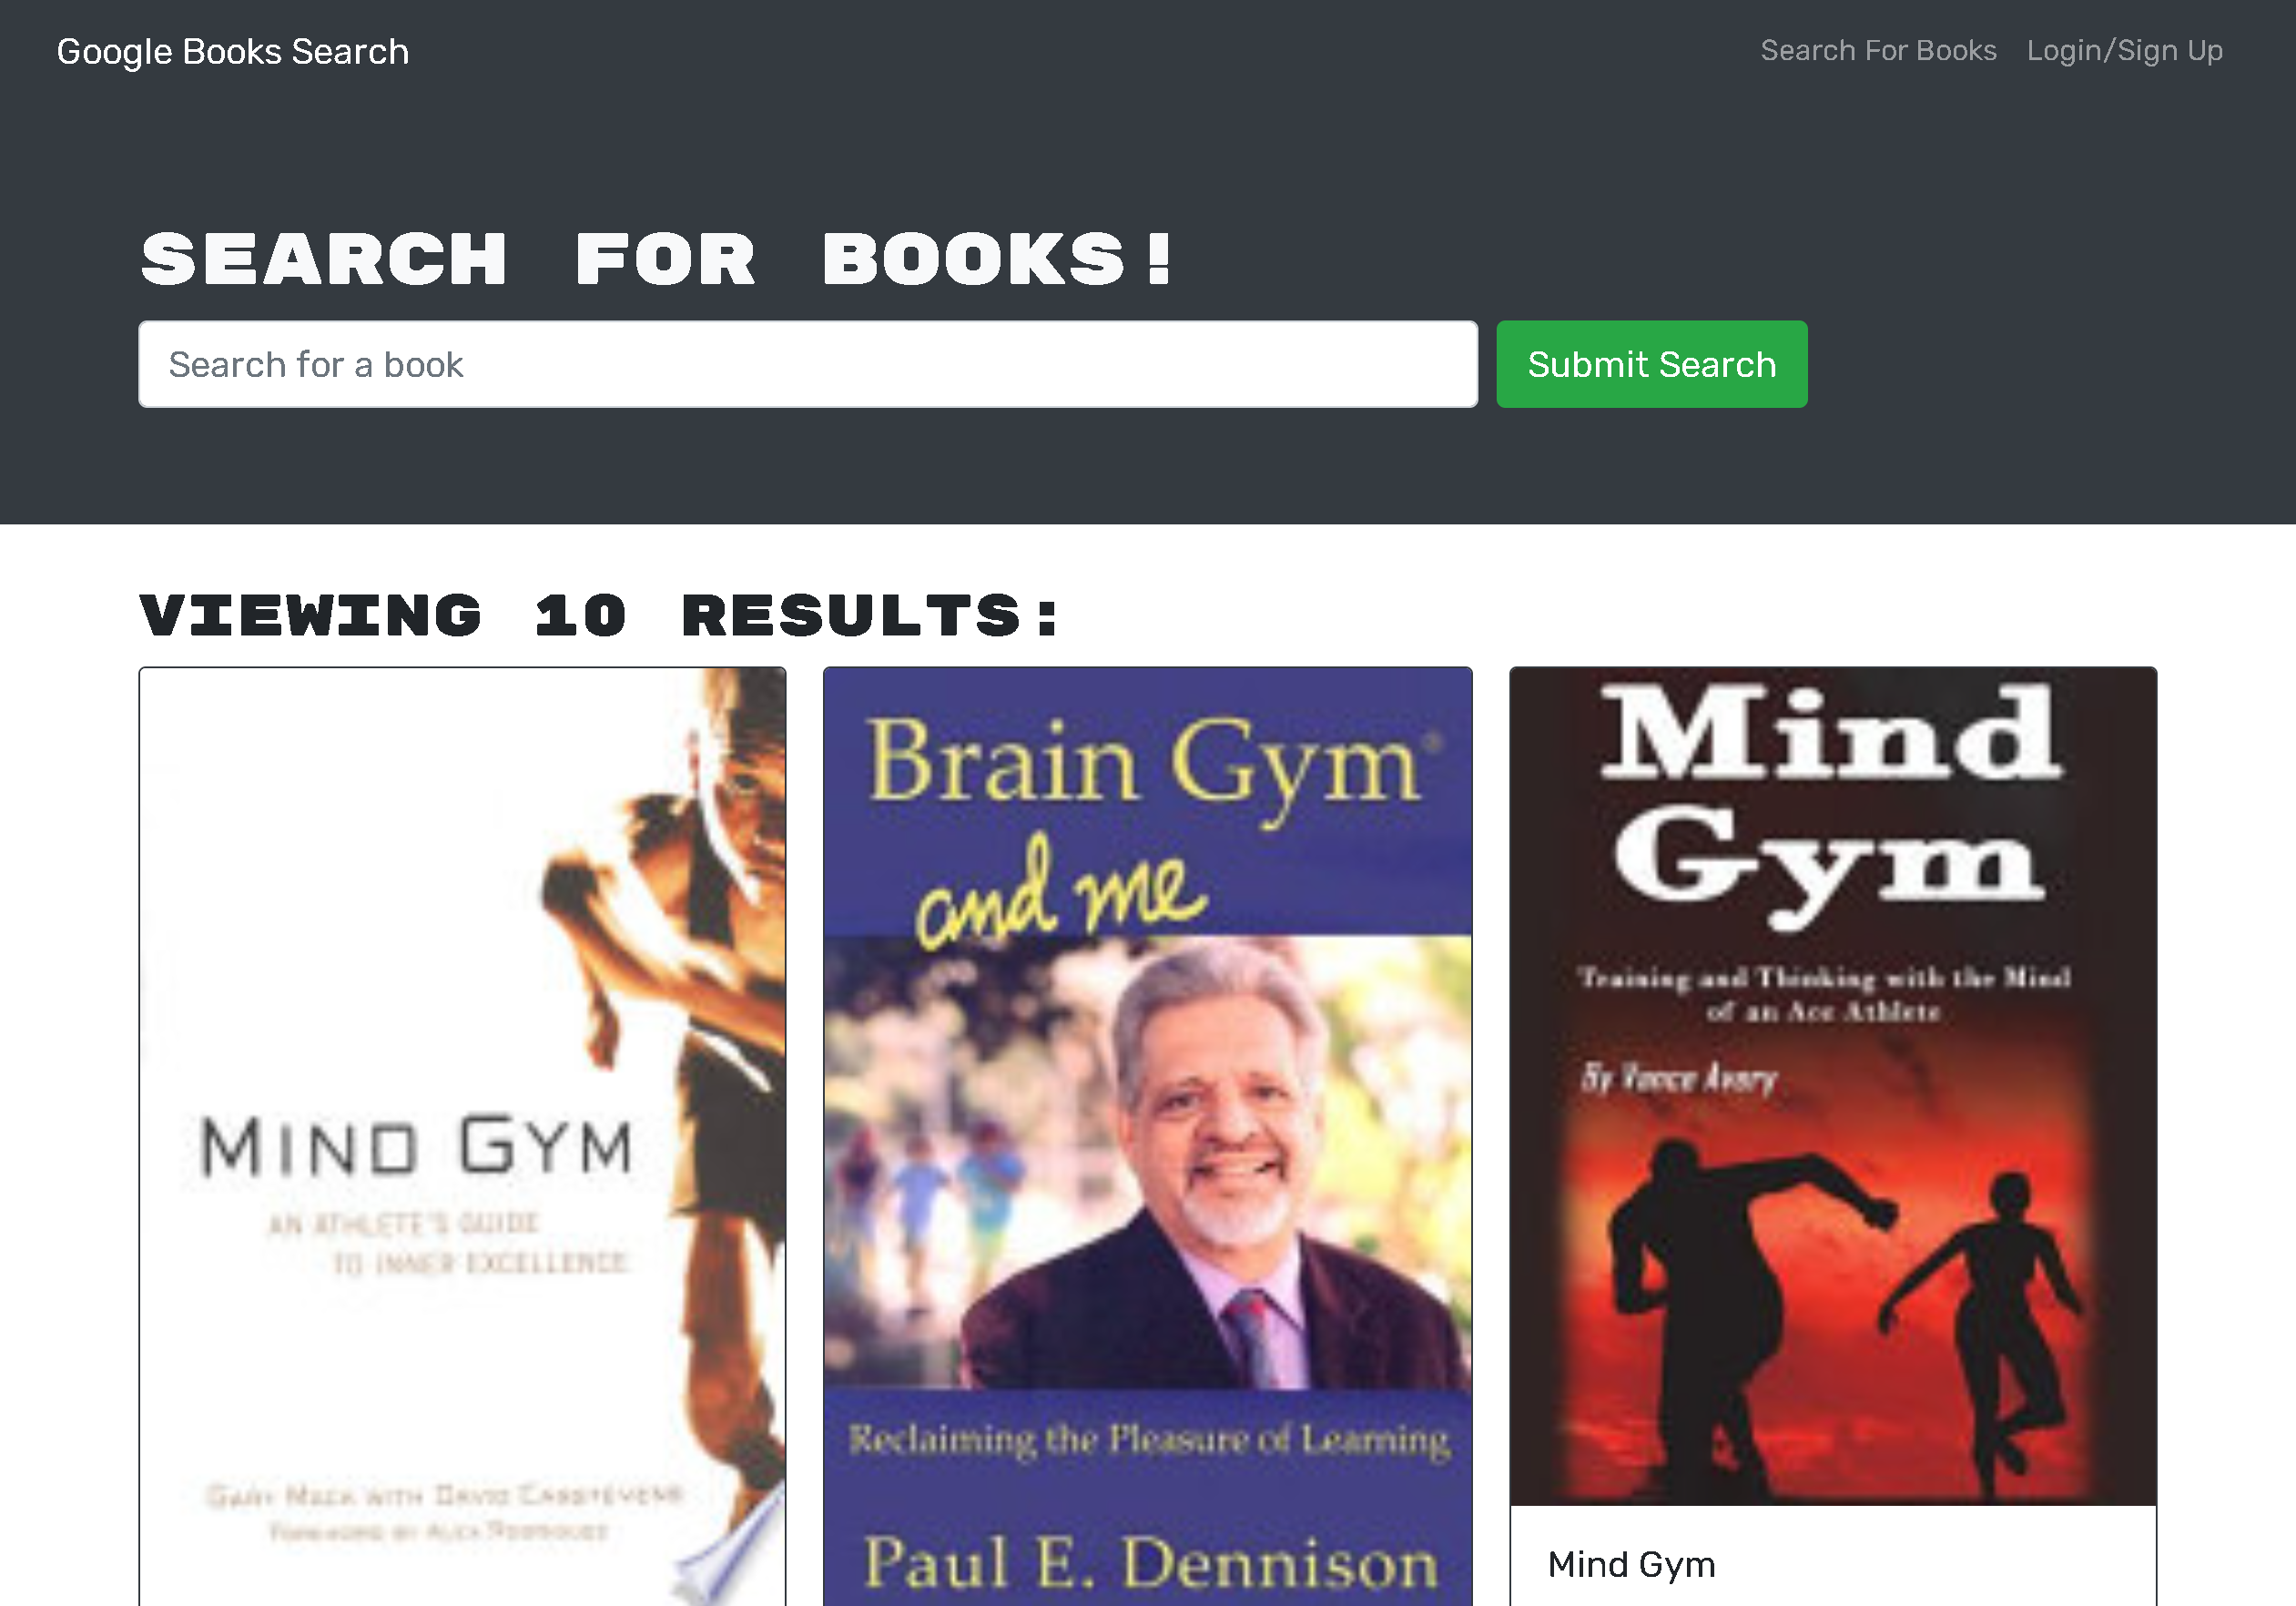 Google Books Search
Search For Books
Login/Sign Up
SEARCH FOR BOOKS!
Search for a book
Submit Search
VIEWING 10 RESULTS:
MIND GYM
AN ATHLETE'S GUIDE
TO INNER EXCELLENCE
GARY MACK WITH DAVID CASSTEVENS
FOREWORD BY ALEX RODRIGUEZ
Brain Gym®
and me
Reclaiming the Pleasure of Learning
Paul E. Dennison
Mind
Gym
Training and Thinking with the Mind
of an Ace Athlete
By Vance Avery
Mind Gym